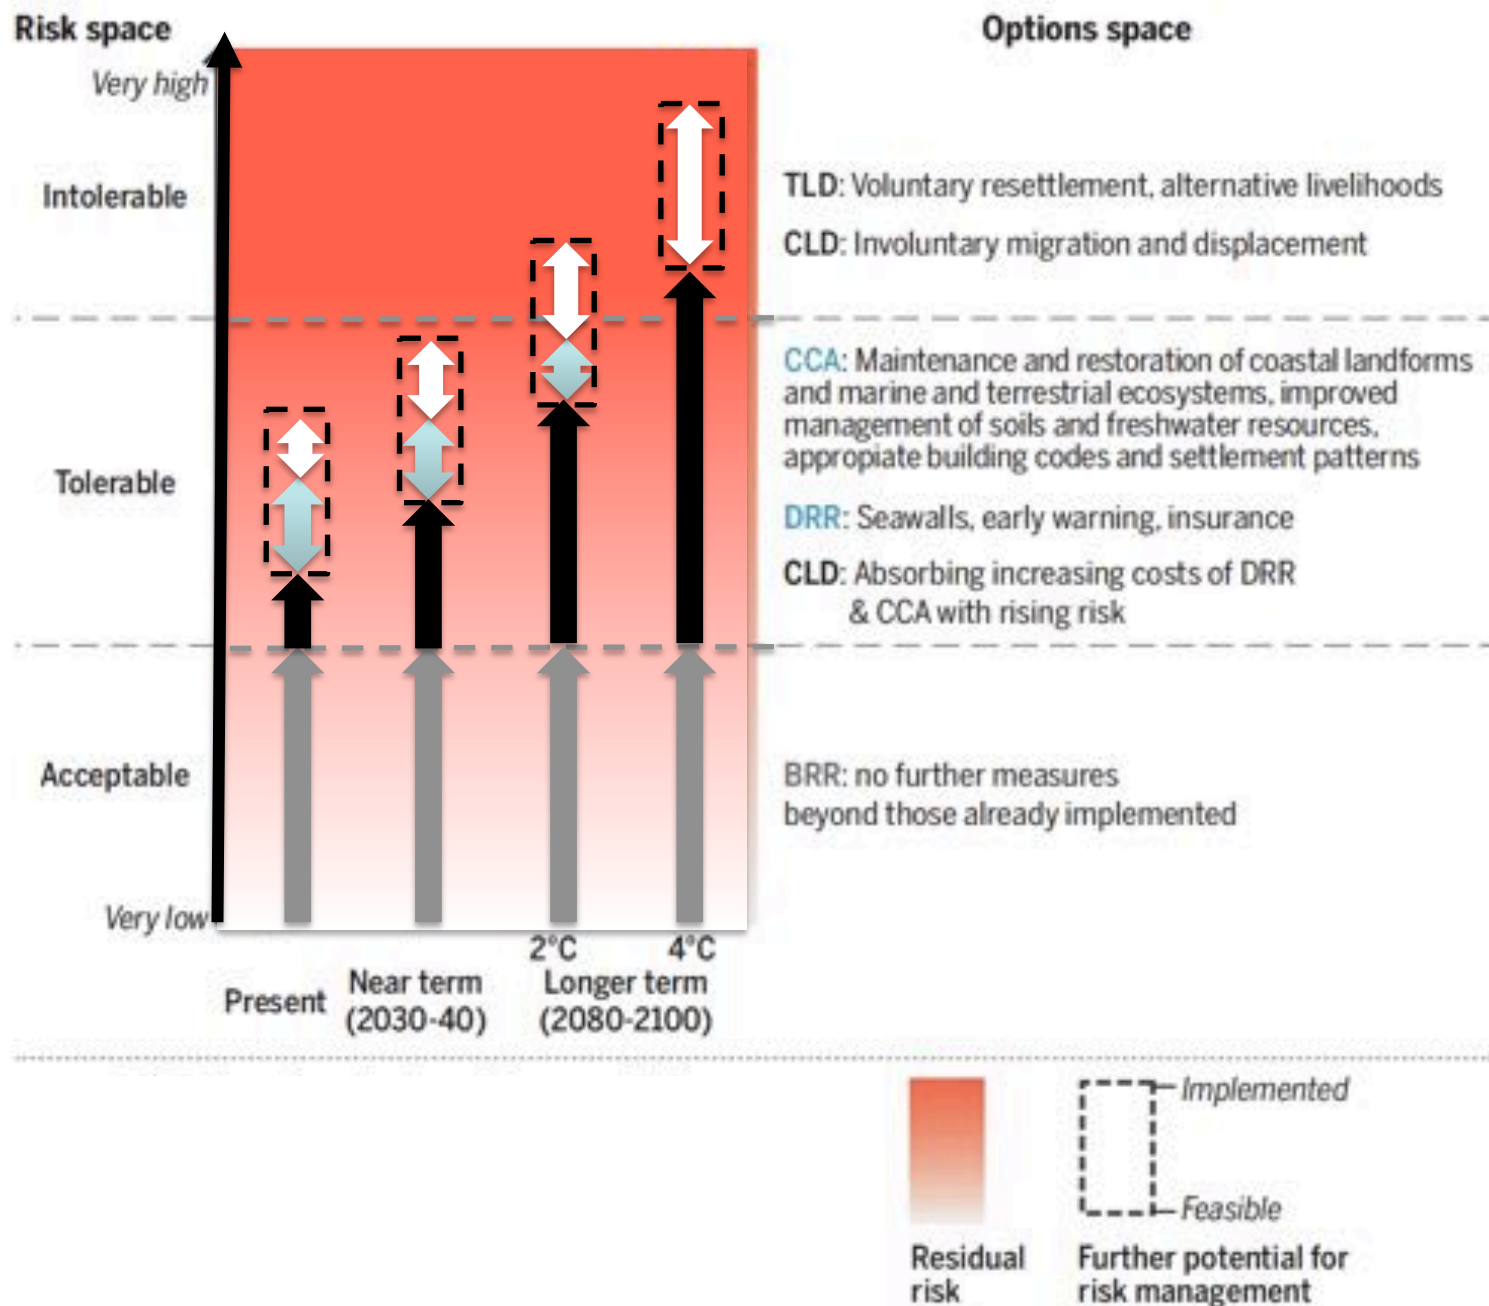 Risk space
Options space
Very high
Intolerable
TLD: Voluntary resettlement, alternative livelihoods
CLD: Involuntary migration and displacement
CCA: Maintenance and restoration of coastal landforms
and marine and terrestrial ecosystems, improved
management of soils and freshwater resources,
appropiate building codes and settlement patterns
Tolerable
DRR: Seawalls, early warning, insurance
CLD: Absorbing increasing costs of DRR
& CCA with rising risk
Acceptable
BRR: no further measures
beyond those already implemented
Very low
2°C
4°C
Present
Near term
(2030-40)
Longer term
(2080-2100)
Implemented
Feasible
Residual
risk
Further potential for
risk management